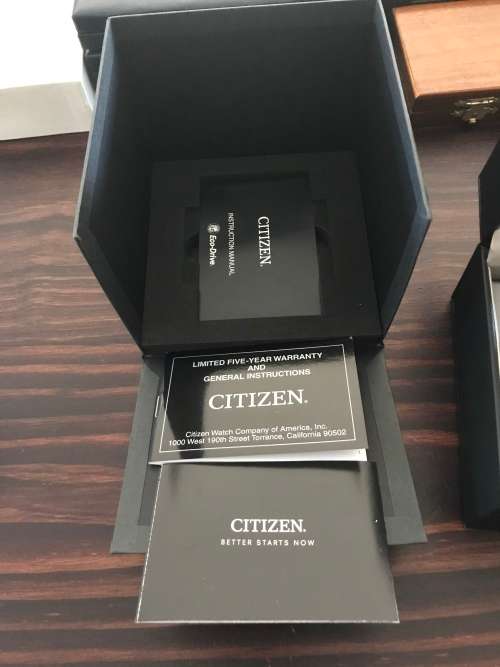 CITIZEN.
INSTRUCTION MANUAL
Eco-Drive
LIMITED FIVE-YEAR WARRANTY
AND
GENERAL INSTRUCTIONS
CITIZEN.
Citizen Watch Company of America, Inc.
1000 West 190th Street Torrance, California 90502
CITIZEN.
BETTER STARTS NOW